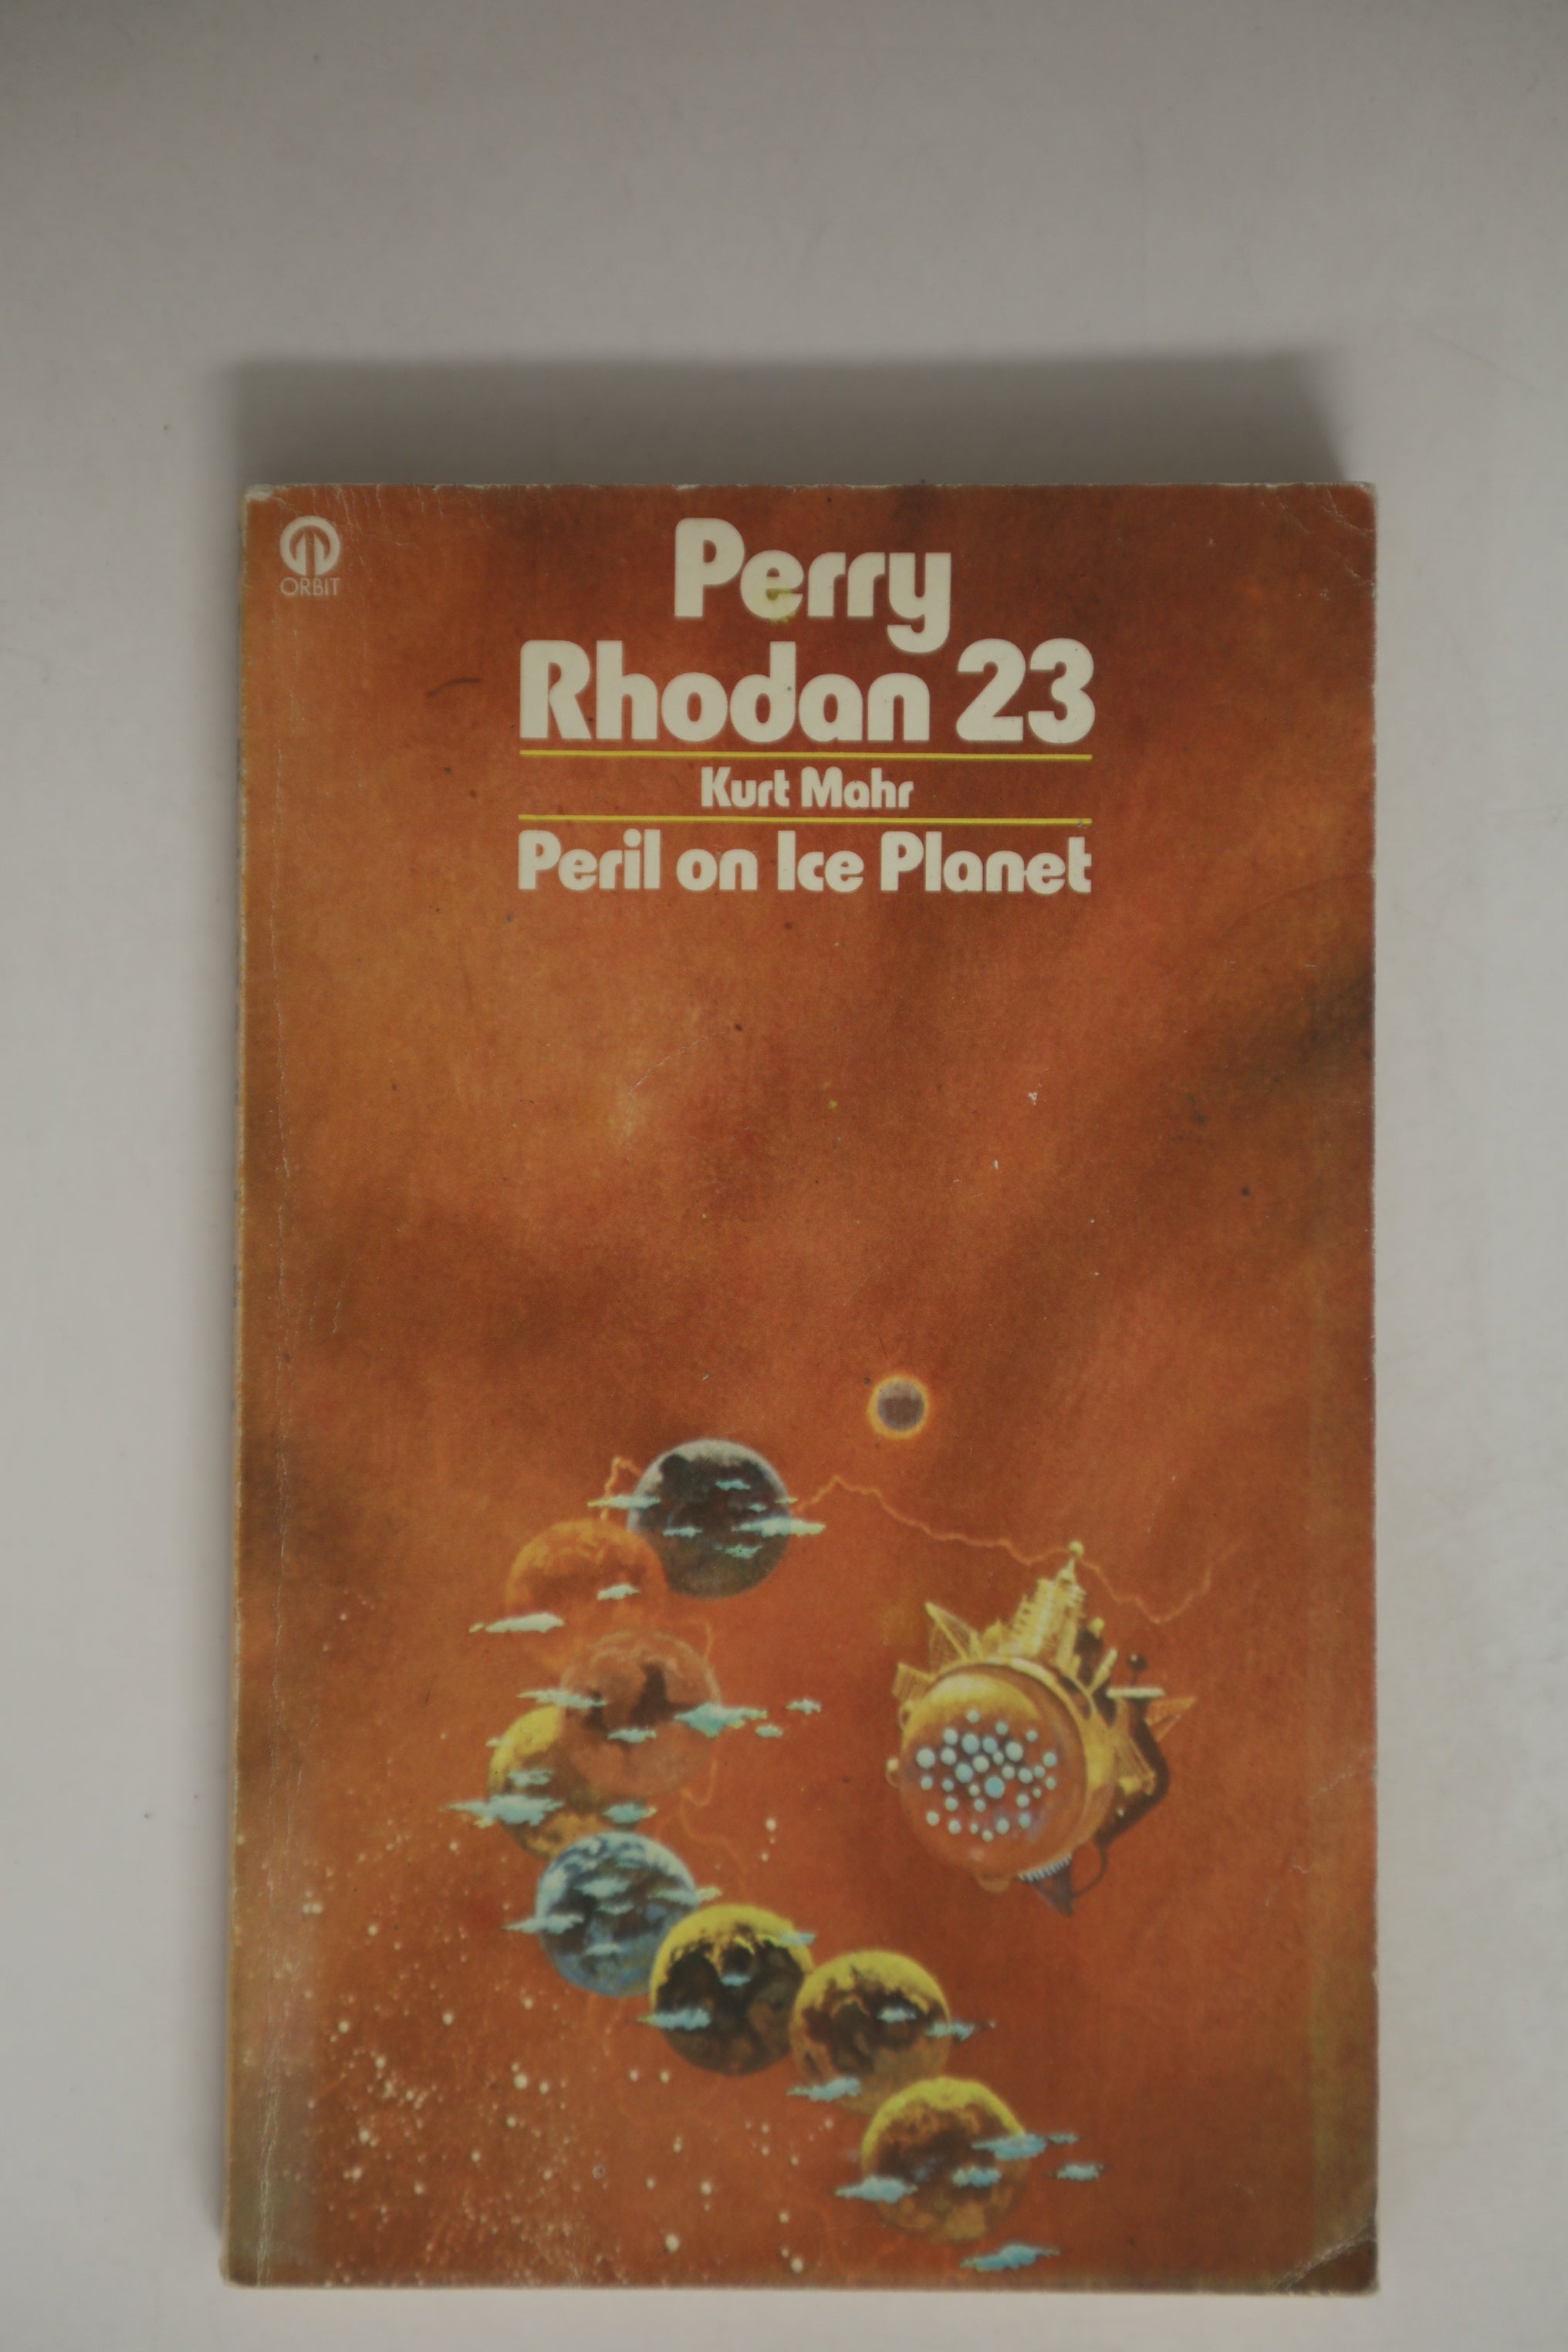 ORBIT
Perry
Rhodan 23
Kurt Mahr
Peril on Ice Planet